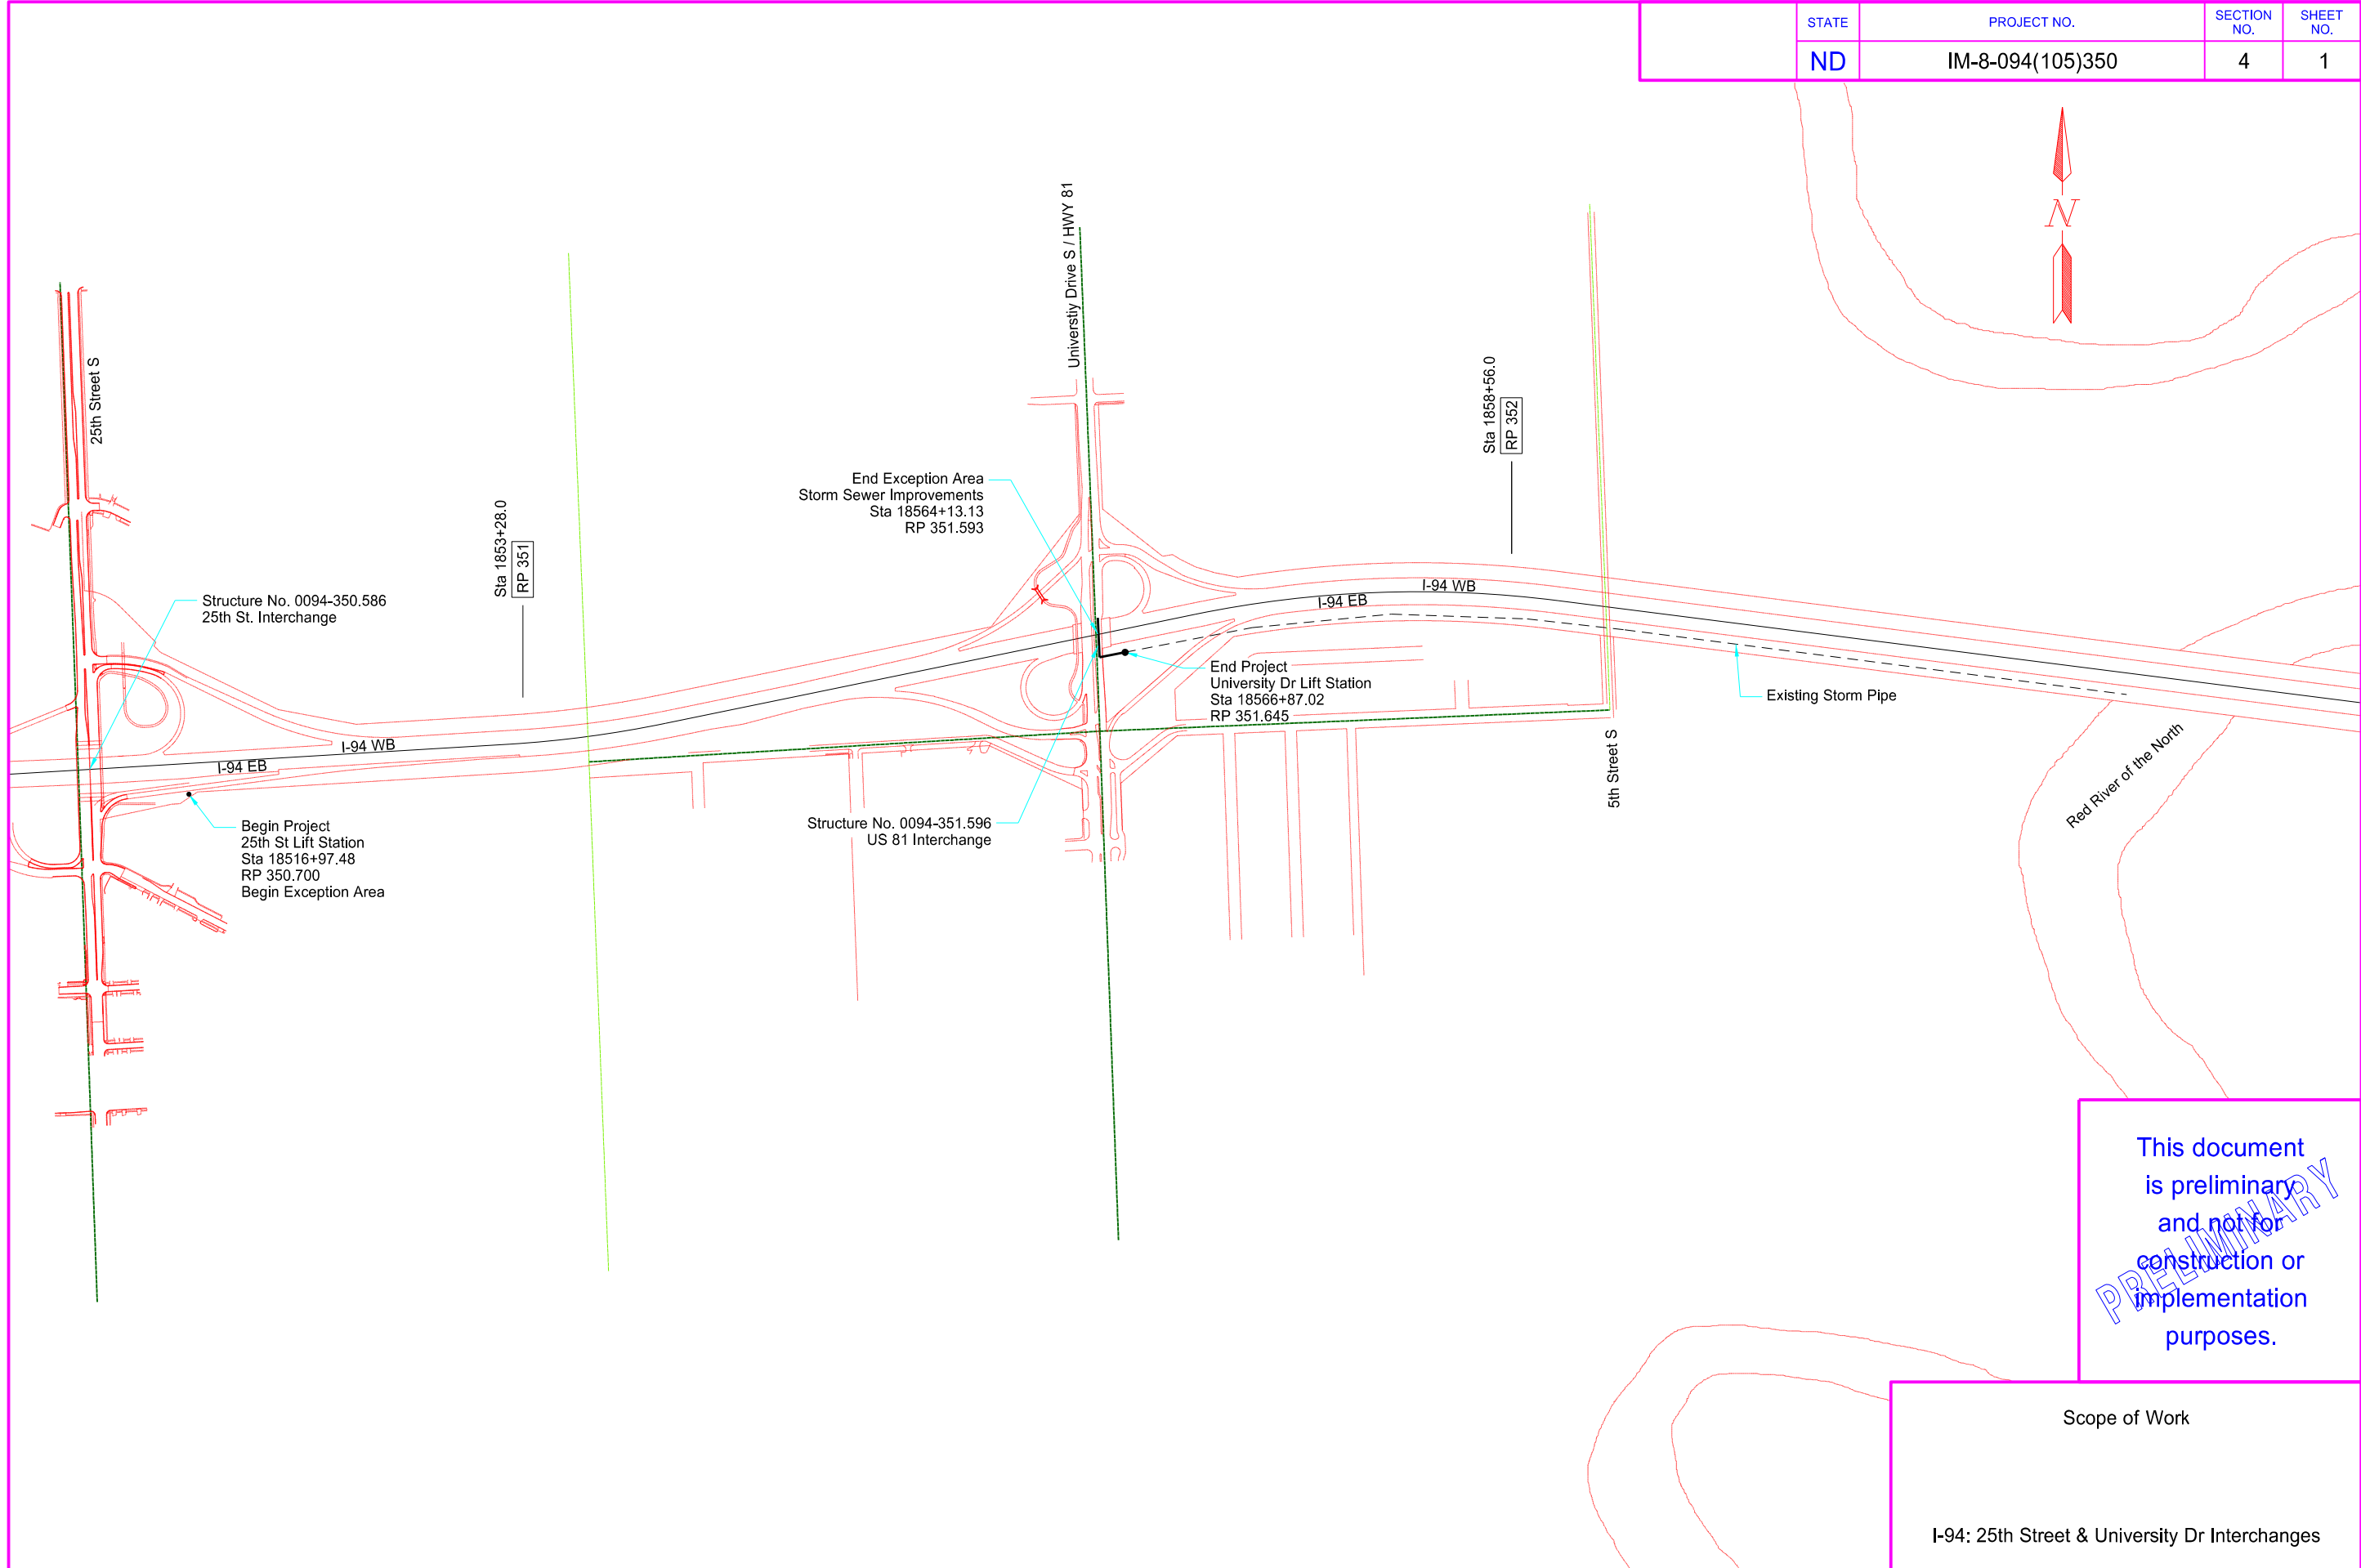 STATE
PROJECT NO.
SECTION
NO.
SHEET
NO.
ND
IM-8-094(105)350
4
1
N
25th Street S
Universtiy Drive S / HWY 81
Sta 1858+56.0
RP 352
End Exception Area
Storm Sewer Improvements
Sta 18564+13.13
RP 351.593
Sta 1853+28.0
RP 351
Structure No. 0094-350.586
25th St. Interchange
I-94 WB
I-94 EB
I-94 WB
I-94 EB
End Project
University Dr Lift Station
Sta 18566+87.02
RP 351.645
Existing Storm Pipe
5th Street S
Red River of the North
Begin Project
25th St Lift Station
Sta 18516+97.48
RP 350.700
Begin Exception Area
Structure No. 0094-351.596
US 81 Interchange
This document
is preliminary
and not for
construction or
implementation
purposes.
PRELIMINARY
Scope of Work
I-94: 25th Street & University Dr Interchanges